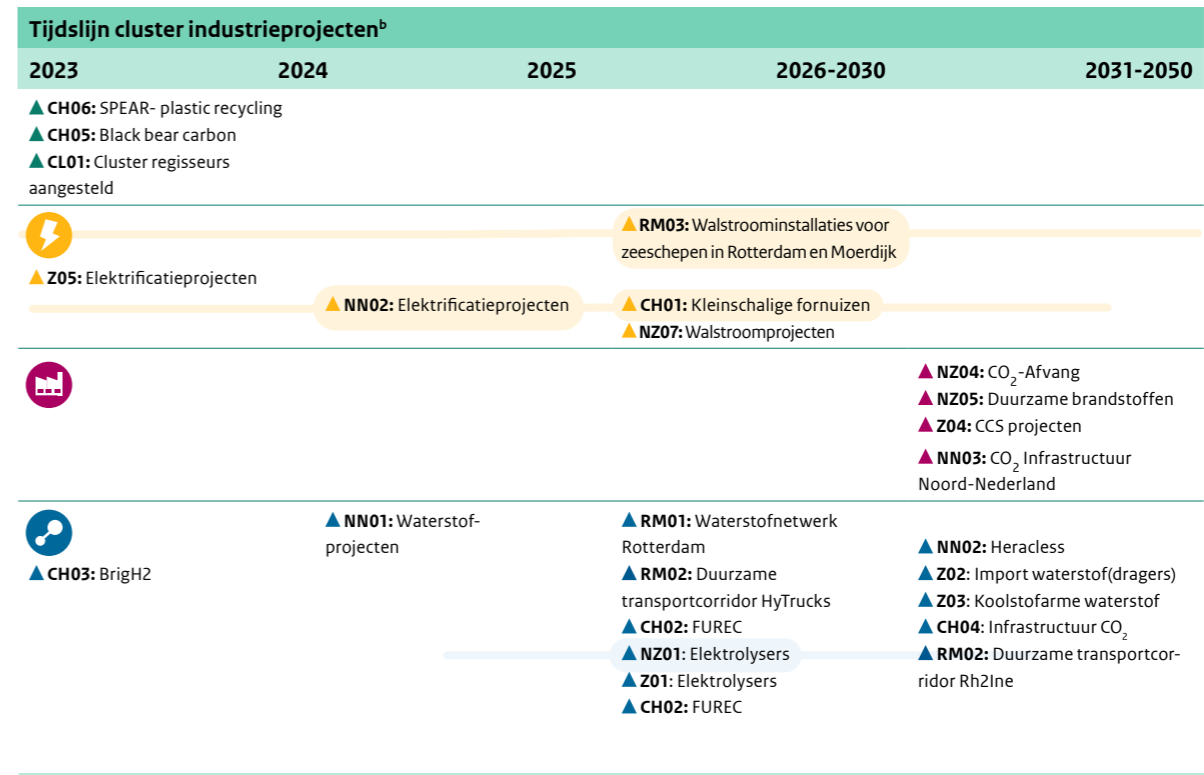 Tijdslijn cluster industrieprojectenᵇ
2023 2024 2025 2026-2030 2031-2050
CH06: SPEAR- plastic recycling
CH05: Black bear carbon
CL01: Cluster regisseurs
aangesteld
RM03: Walstroominstallaties voor
zeeschepen in Rotterdam en Moerdijk
Z05: Elektrificatieprojecten
NN02: Elektrificatieprojecten
CH01: Kleinschalige fornuizen
NZ07: Walstroomprojecten
NZ04: CO₂-Afvang
NZ05: Duurzame brandstoffen
Z04: CCS projecten
NN03: CO₂ Infrastructuur
Noord-Nederland
CH03: BrigH2
NN01: Waterstof-
projecten
RM01: Waterstofnetwerk
Rotterdam
RM02: Duurzame
transportcorridor HyTrucks
CH02: FUREC
NZ01: Elektrolysers
Z01: Elektrolysers
CH02: FUREC
NN02: Heracless
Z02: Import waterstof(dragers)
Z03: Koolstofarme waterstof
CH04: Infrastructuur CO₂
RM02: Duurzame transportcor-
ridor Rh2Ine